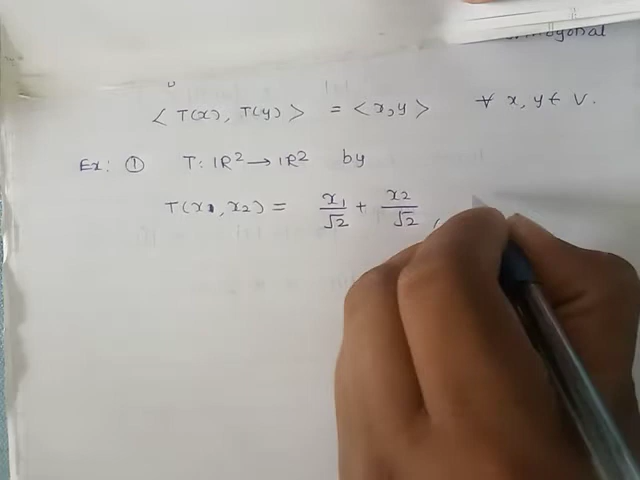 orthogonal
< T(x), T(y) > = < x, y > ∀ x, y ∈ V.
Ex: ① T: ℝ² → ℝ² by
T(x1, x2) = x1/√2 + x2/√2 ,